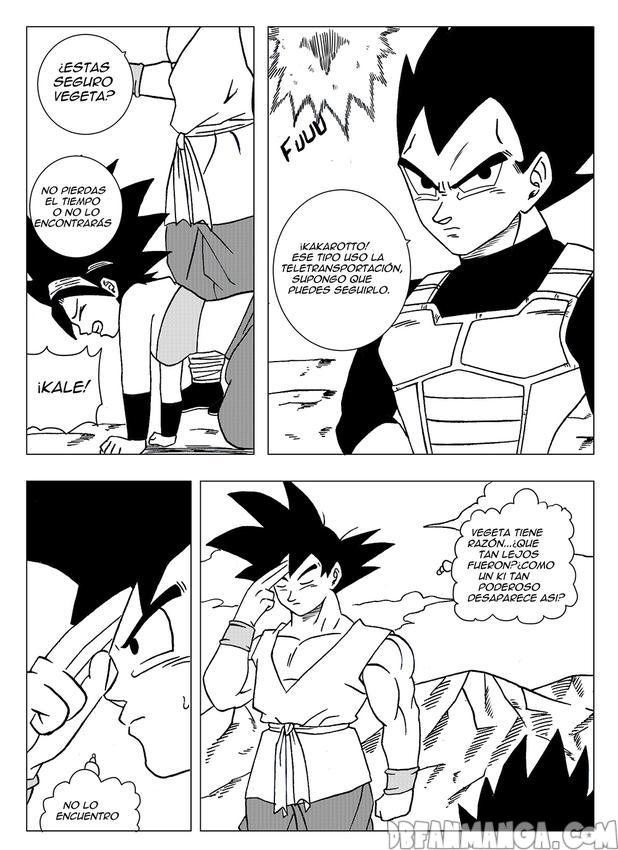 ¿ESTAS
SEGURO
VEGETA?
NO PIERDAS
EL TIEMPO
O NO LO
ENCONTRARÁS
¡KALE!
FUUU
¡KAKAROTTO!
ESE TIPO USO LA
TELETRANSPORTACIÓN,
SUPONGO QUE
PUEDES SEGUIRLO.
NO LO
ENCUENTRO
VEGETA TIENE
RAZÓN...¿QUE
TAN LEJOS
FUERON?¿COMO
UN KI TAN
PODEROSO
DESAPARECE ASI?
DBFANMANGA.COM